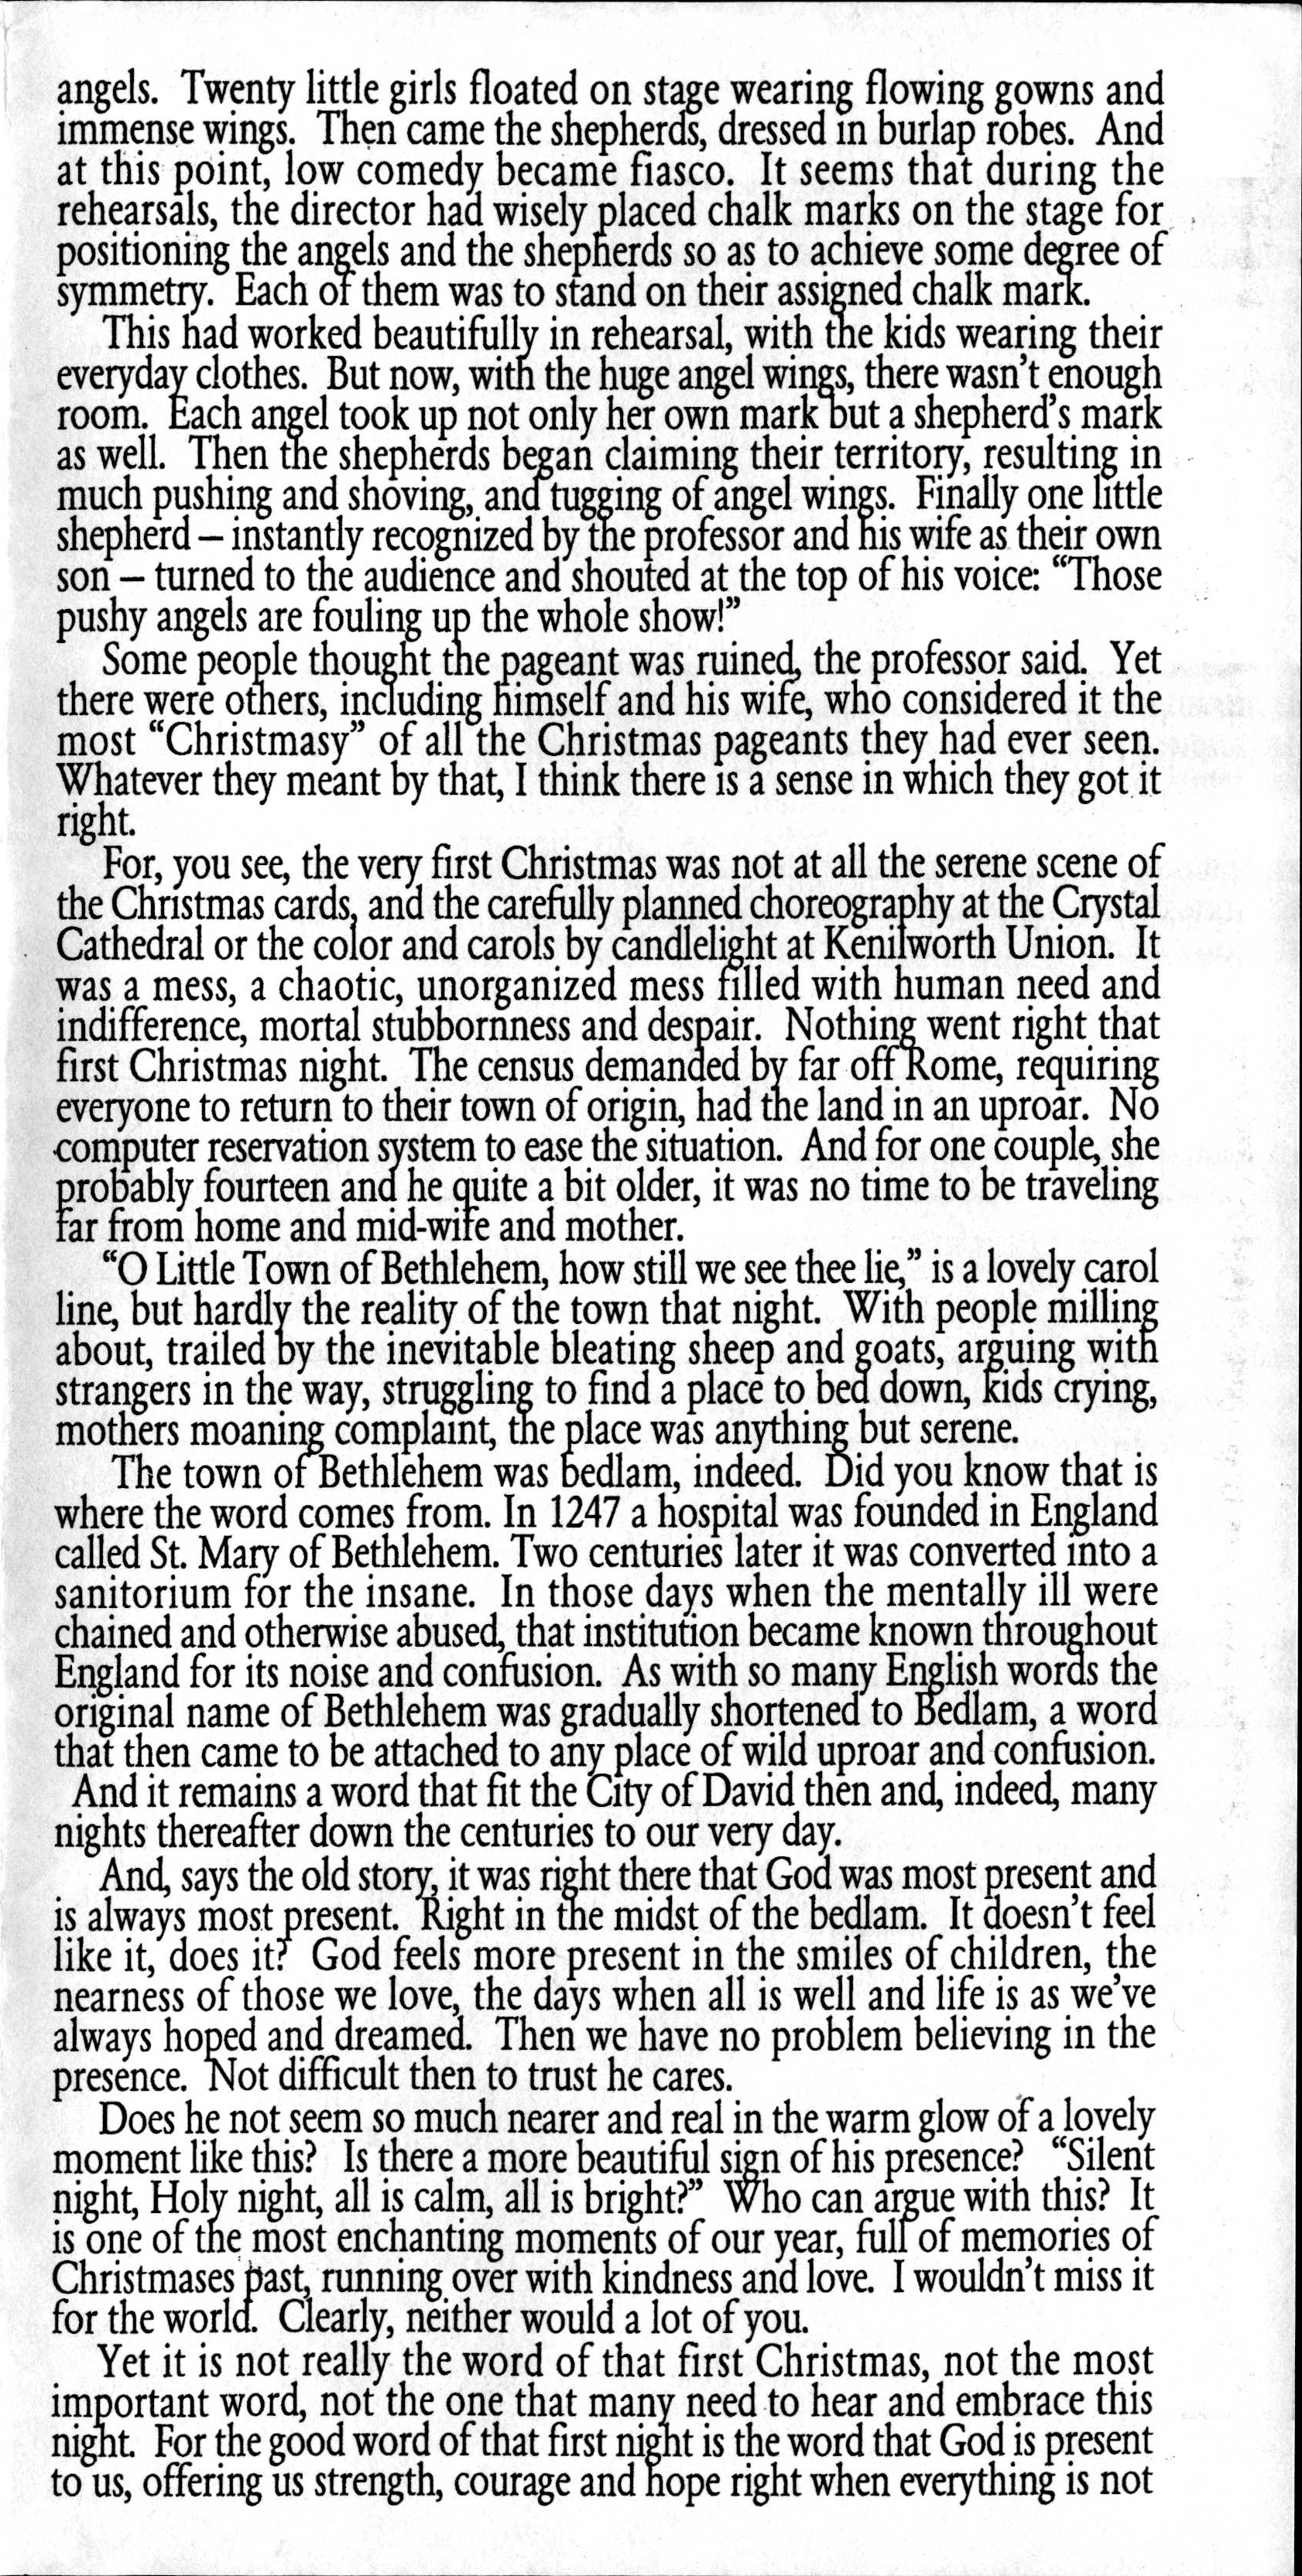 angels.  Twenty little girls floated on stage wearing flowing gowns and
immense wings.  Then came the shepherds, dressed in burlap robes.  And
at this point, low comedy became fiasco.  It seems that during the
rehearsals, the director had wisely placed chalk marks on the stage for
positioning the angels and the shepherds so as to achieve some degree of
symmetry.  Each of them was to stand on their assigned chalk mark.
This had worked beautifully in rehearsal, with the kids wearing their
everyday clothes.  But now, with the huge angel wings, there wasn't enough
room.  Each angel took up not only her own mark but a shepherd's mark
as well.  Then the shepherds began claiming their territory, resulting in
much pushing and shoving, and tugging of angel wings.  Finally one little
shepherd – instantly recognized by the professor and his wife as their own
son – turned to the audience and shouted at the top of his voice: “Those
pushy angels are fouling up the whole show!”
Some people thought the pageant was ruined, the professor said.  Yet
there were others, including himself and his wife, who considered it the
most “Christmasy” of all the Christmas pageants they had ever seen.
Whatever they meant by that, I think there is a sense in which they got it
right.
For, you see, the very first Christmas was not at all the serene scene of
the Christmas cards, and the carefully planned choreography at the Crystal
Cathedral or the color and carols by candlelight at Kenilworth Union.  It
was a mess, a chaotic, unorganized mess filled with human need and
indifference, mortal stubbornness and despair.  Nothing went right that
first Christmas night.  The census demanded by far off Rome, requiring
everyone to return to their town of origin, had the land in an uproar.  No
computer reservation system to ease the situation.  And for one couple, she
probably fourteen and he quite a bit older, it was no time to be traveling
far from home and mid-wife and mother.
“O Little Town of Bethlehem, how still we see thee lie,” is a lovely carol
line, but hardly the reality of the town that night.  With people milling
about, trailed by the inevitable bleating sheep and goats, arguing with
strangers in the way, struggling to find a place to bed down, kids crying,
mothers moaning complaint, the place was anything but serene.
The town of Bethlehem was bedlam, indeed.  Did you know that is
where the word comes from. In 1247 a hospital was founded in England
called St. Mary of Bethlehem. Two centuries later it was converted into a
sanitorium for the insane.  In those days when the mentally ill were
chained and otherwise abused, that institution became known throughout
England for its noise and confusion.  As with so many English words the
original name of Bethlehem was gradually shortened to Bedlam, a word
that then came to be attached to any place of wild uproar and confusion.
And it remains a word that fit the City of David then and, indeed, many
nights thereafter down the centuries to our very day.
And, says the old story, it was right there that God was most present and
is always most present.  Right in the midst of the bedlam.  It doesn't feel
like it, does it?  God feels more present in the smiles of children, the
nearness of those we love, the days when all is well and life is as we've
always hoped and dreamed.  Then we have no problem believing in the
presence.  Not difficult then to trust he cares.
Does he not seem so much nearer and real in the warm glow of a lovely
moment like this?  Is there a more beautiful sign of his presence?  “Silent
night, Holy night, all is calm, all is bright?”  Who can argue with this?  It
is one of the most enchanting moments of our year, full of memories of
Christmases past, running over with kindness and love.  I wouldn't miss it
for the world.  Clearly, neither would a lot of you.
Yet it is not really the word of that first Christmas, not the most
important word, not the one that many need to hear and embrace this
night.  For the good word of that first night is the word that God is present
to us, offering us strength, courage and hope right when everything is not